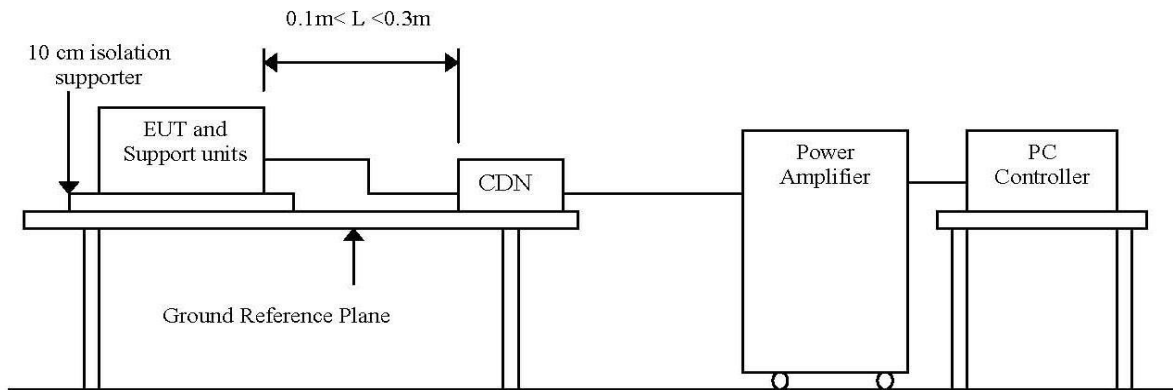 0.1m< L <0.3m
10 cm isolation
supporter
EUT and
Support units
CDN
Power
Amplifier
PC
Controller
Ground Reference Plane